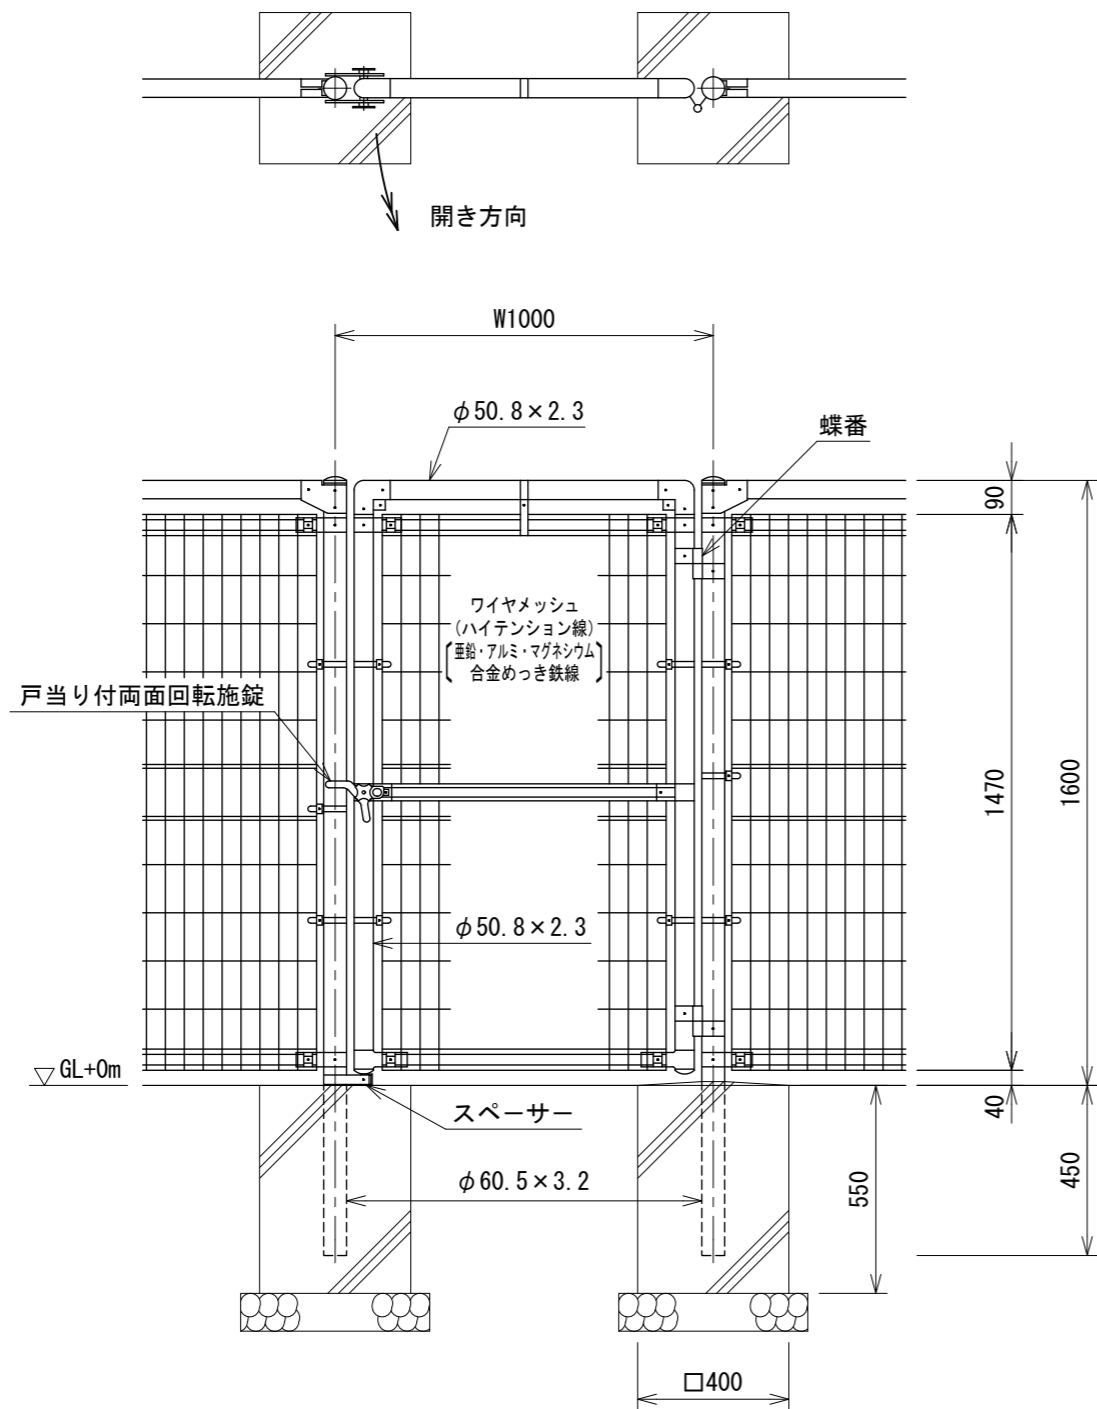 開き方向
W1000
φ50.8×2.3
蝶番
90
ワイヤメッシュ
(ハイテンション線)
〔亜鉛・アルミ・マグネシウム
合金めっき鉄線〕
戸当り付両面回転施錠
1470
1600
φ50.8×2.3
GL+0m
スペーサー
40
φ60.5×3.2
550
450
□400